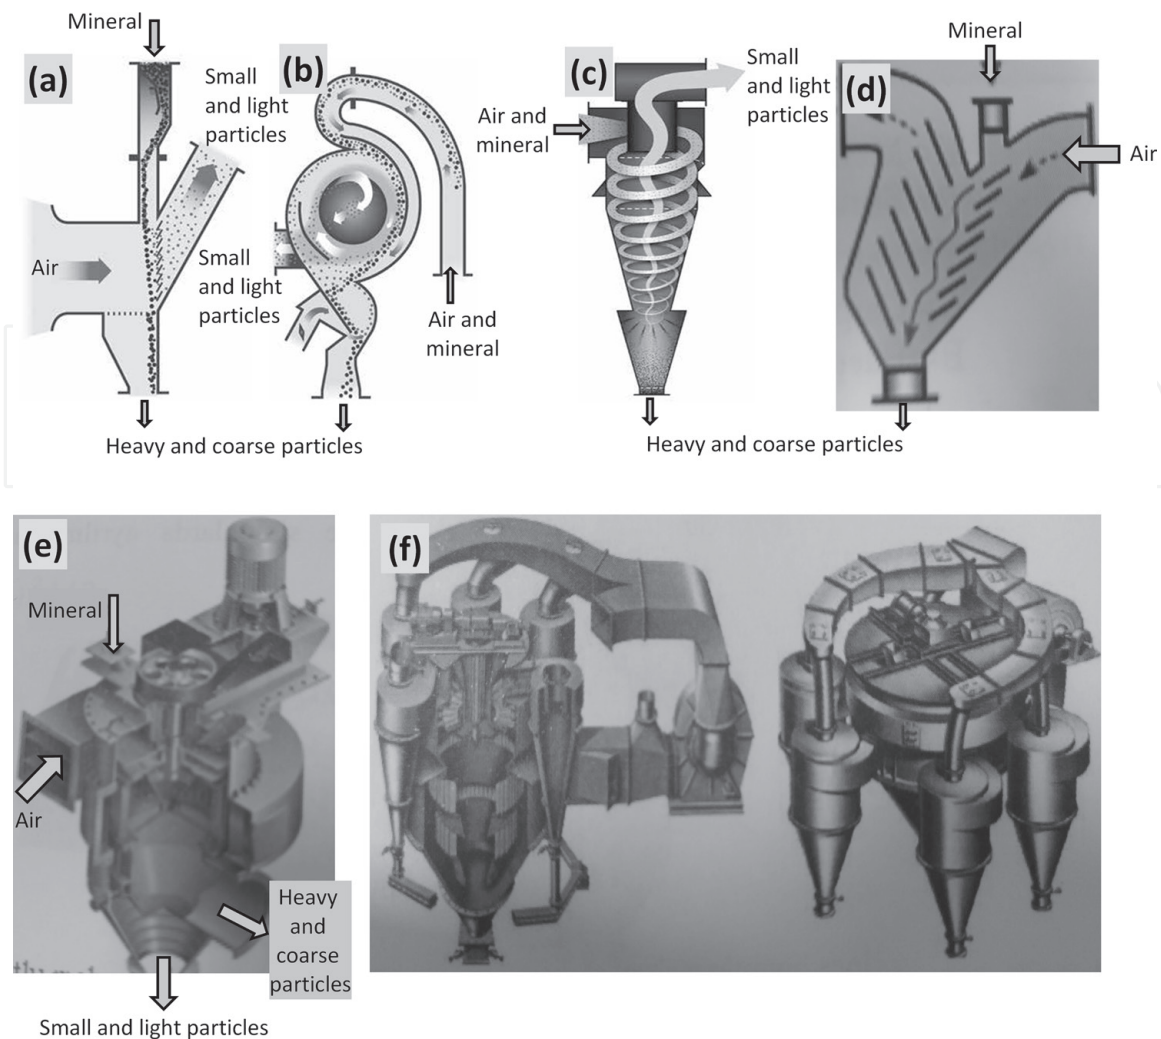 Mineral
(a)
Small
and light
particles
Air
(b)
Small
and light
particles
Air and
mineral
Heavy and coarse particles
(c)
Small
and light
particles
Air and
mineral
Heavy and coarse particles
Mineral
(d)
Air
(e)
Mineral
Air
Heavy
and
coarse
particles
Small and light particles
(f)